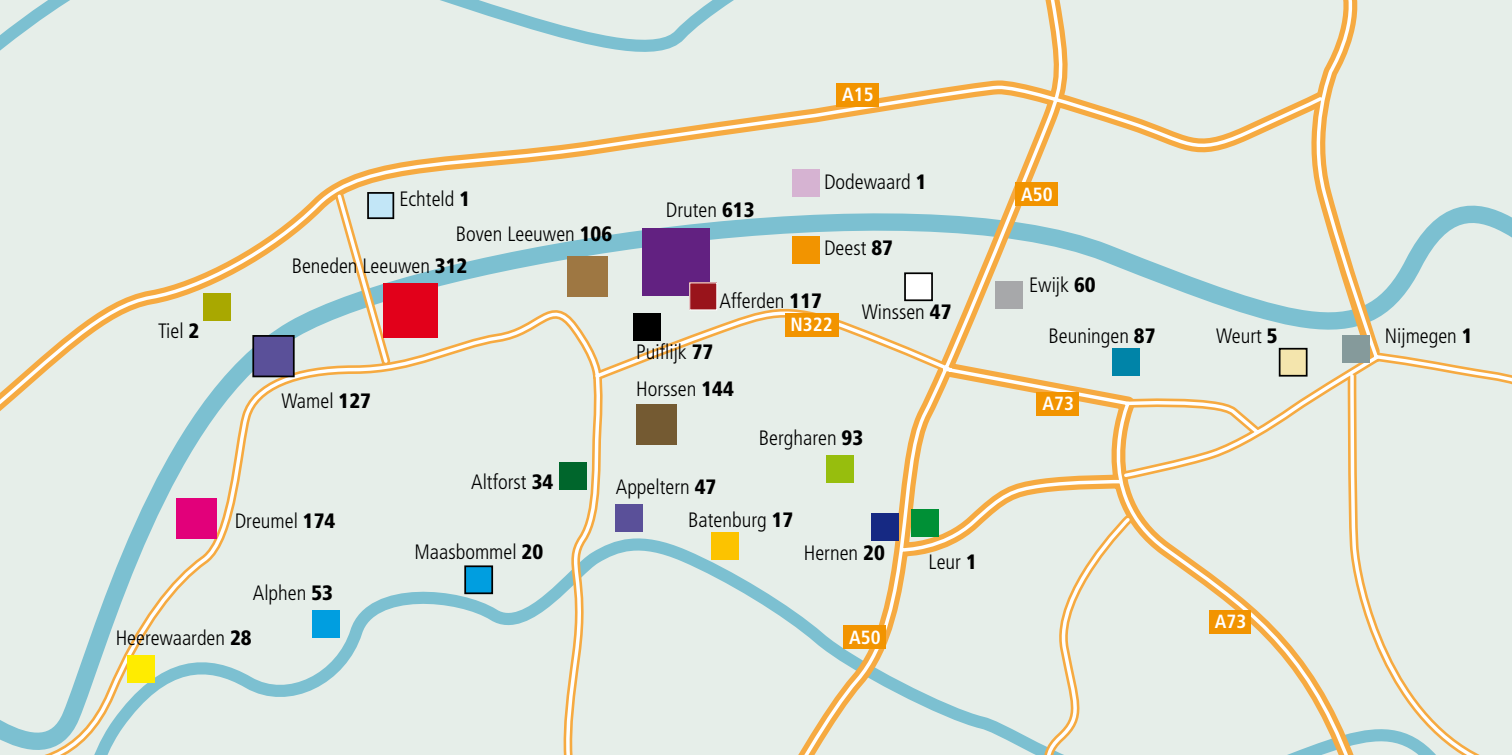 A15
Dodewaard 1
Echteld 1
A50
Druten 613
Boven Leeuwen 106
Deest 87
Beneden Leeuwen 312
Ewijk 60
Afferden 117
Winssen 47
N322
Tiel 2
Beuningen 87
Weurt 5
Nijmegen 1
Puiflijk 77
Horssen 144
Wamel 127
A73
Bergharen 93
Altforst 34
Appeltern 47
Dreumel 174
Batenburg 17
Maasbommel 20
Hernen 20
Leur 1
Alphen 53
A73
Heerewaarden 28
A50